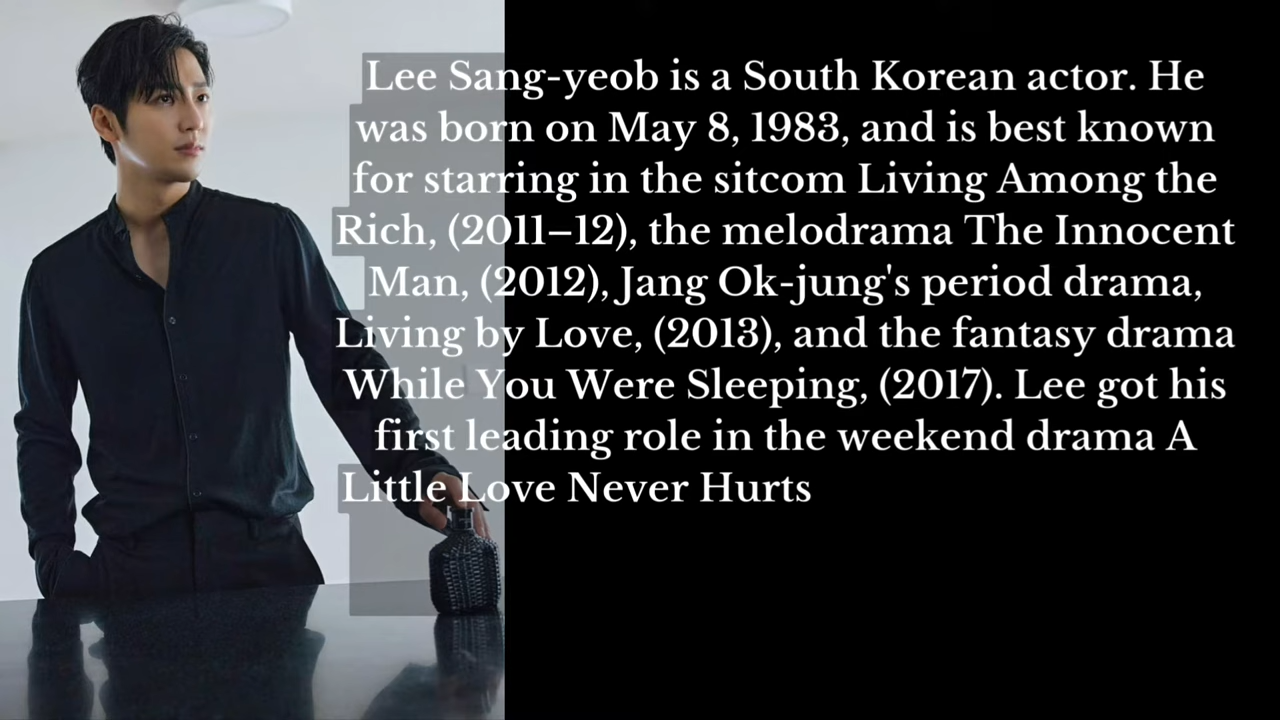 Lee Sang-yeob is a South Korean actor. He
was born on May 8, 1983, and is best known
for starring in the sitcom Living Among the
Rich, (2011–12), the melodrama The Innocent
Man, (2012), Jang Ok-jung's period drama,
Living by Love, (2013), and the fantasy drama
While You Were Sleeping, (2017). Lee got his
first leading role in the weekend drama A
Little Love Never Hurts